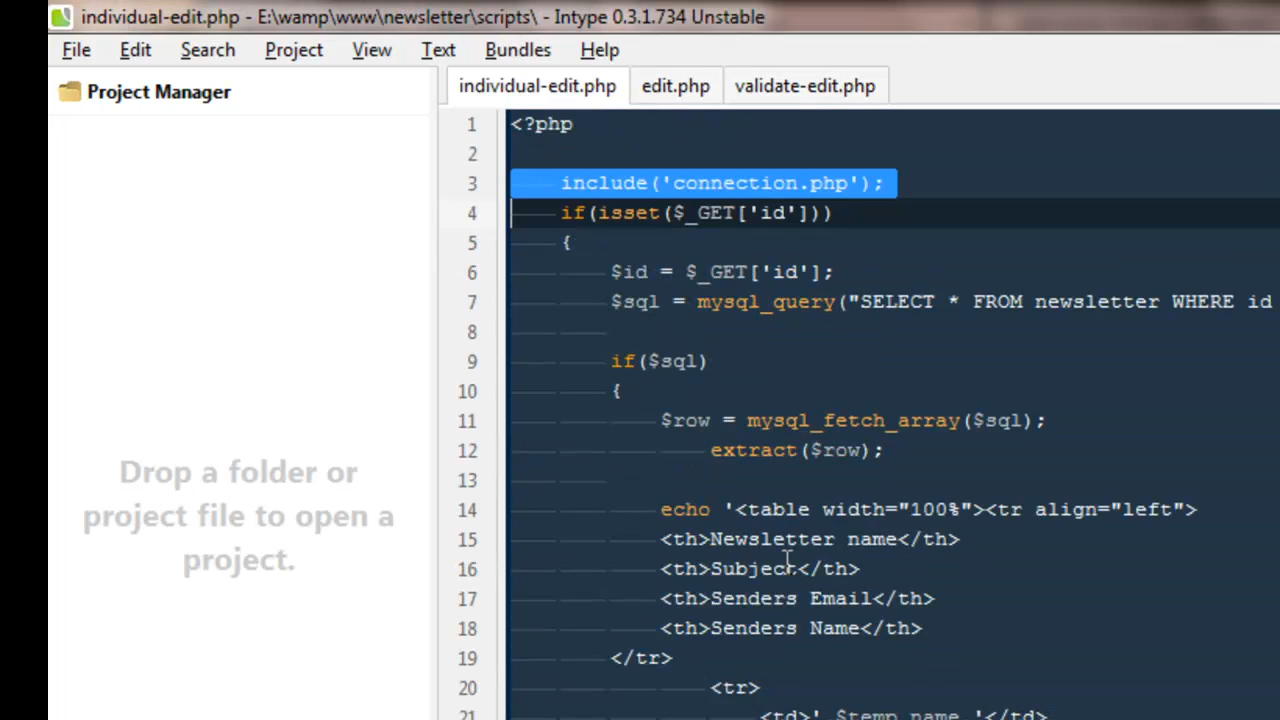 individual-edit.php - E:\wamp\www\newsletter\scripts\ - Intype 0.3.1.734 Unstable
File Edit Search Project View Text Bundles Help
Project Manager
individual-edit.php edit.php validate-edit.php
Drop a folder or
project file to open a
project.
1 <?php
2
3 include('connection.php');
4 if(isset($_GET['id']))
5 {
6 $id = $_GET['id'];
7 $sql = mysql_query("SELECT * FROM newsletter WHERE id
8
9 if($sql)
10 {
11 $row = mysql_fetch_array($sql);
12 extract($row);
13
14 echo '<table width="100%"><tr align="left">
15 <th>Newsletter name</th>
16 <th>Subject</th>
17 <th>Senders Email</th>
18 <th>Senders Name</th>
19 </tr>
20 <tr>
21 <td>'.$temp_name.'</td>